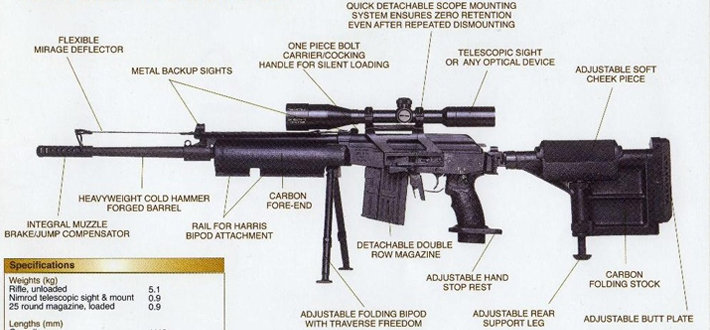 QUICK DETACHABLE SCOPE MOUNTING
SYSTEM ENSURES ZERO RETENTION
EVEN AFTER REPEATED DISMOUNTING
FLEXIBLE
MIRAGE DEFLECTOR
ONE PIECE BOLT
CARRIER/COCKING
HANDLE FOR SILENT LOADING
TELESCOPIC SIGHT
OR ANY OPTICAL DEVICE
METAL BACKUP SIGHTS
ADJUSTABLE SOFT
CHEEK PIECE
HEAVYWEIGHT COLD HAMMER
FORGED BARREL
CARBON
FORE-END
INTEGRAL MUZZLE
BRAKE/JUMP COMPENSATOR
RAIL FOR HARRIS
BIPOD ATTACHMENT
DETACHABLE DOUBLE
ROW MAGAZINE
ADJUSTABLE HAND
STOP REST
CARBON
FOLDING STOCK
ADJUSTABLE FOLDING BIPOD
WITH TRAVERSE FREEDOM
ADJUSTABLE REAR
SUPPORT LEG
ADJUSTABLE BUTT PLATE
Specifications
Weights (kg)
Rifle, unloaded 5.1
Nimrod telescopic sight & mount 0.9
25 round magazine, loaded 0.9
Lengths (mm)